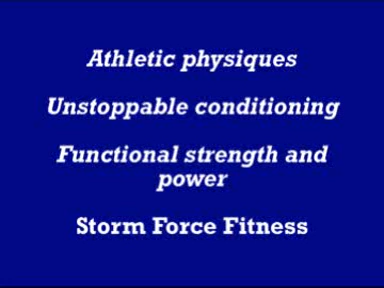 Athletic physiques
Unstoppable conditioning
Functional strength and
power
Storm Force Fitness